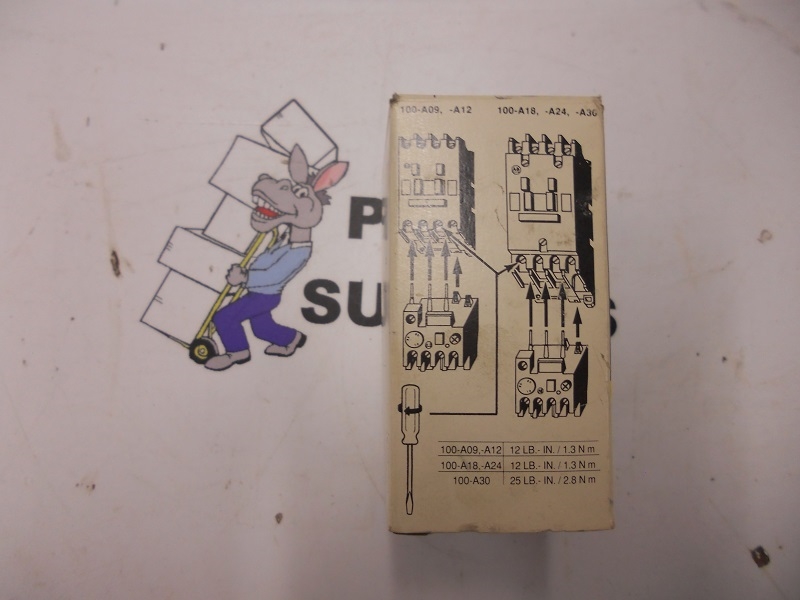 100-A09, -A12 100-A18, -A24, -A30
P
SU S
100-A09,-A12 12 LB.- IN. / 1.3 N m
100-A18,-A24 12 LB.- IN. / 1.3 N m
100-A30 25 LB.- IN. / 2.8 N m